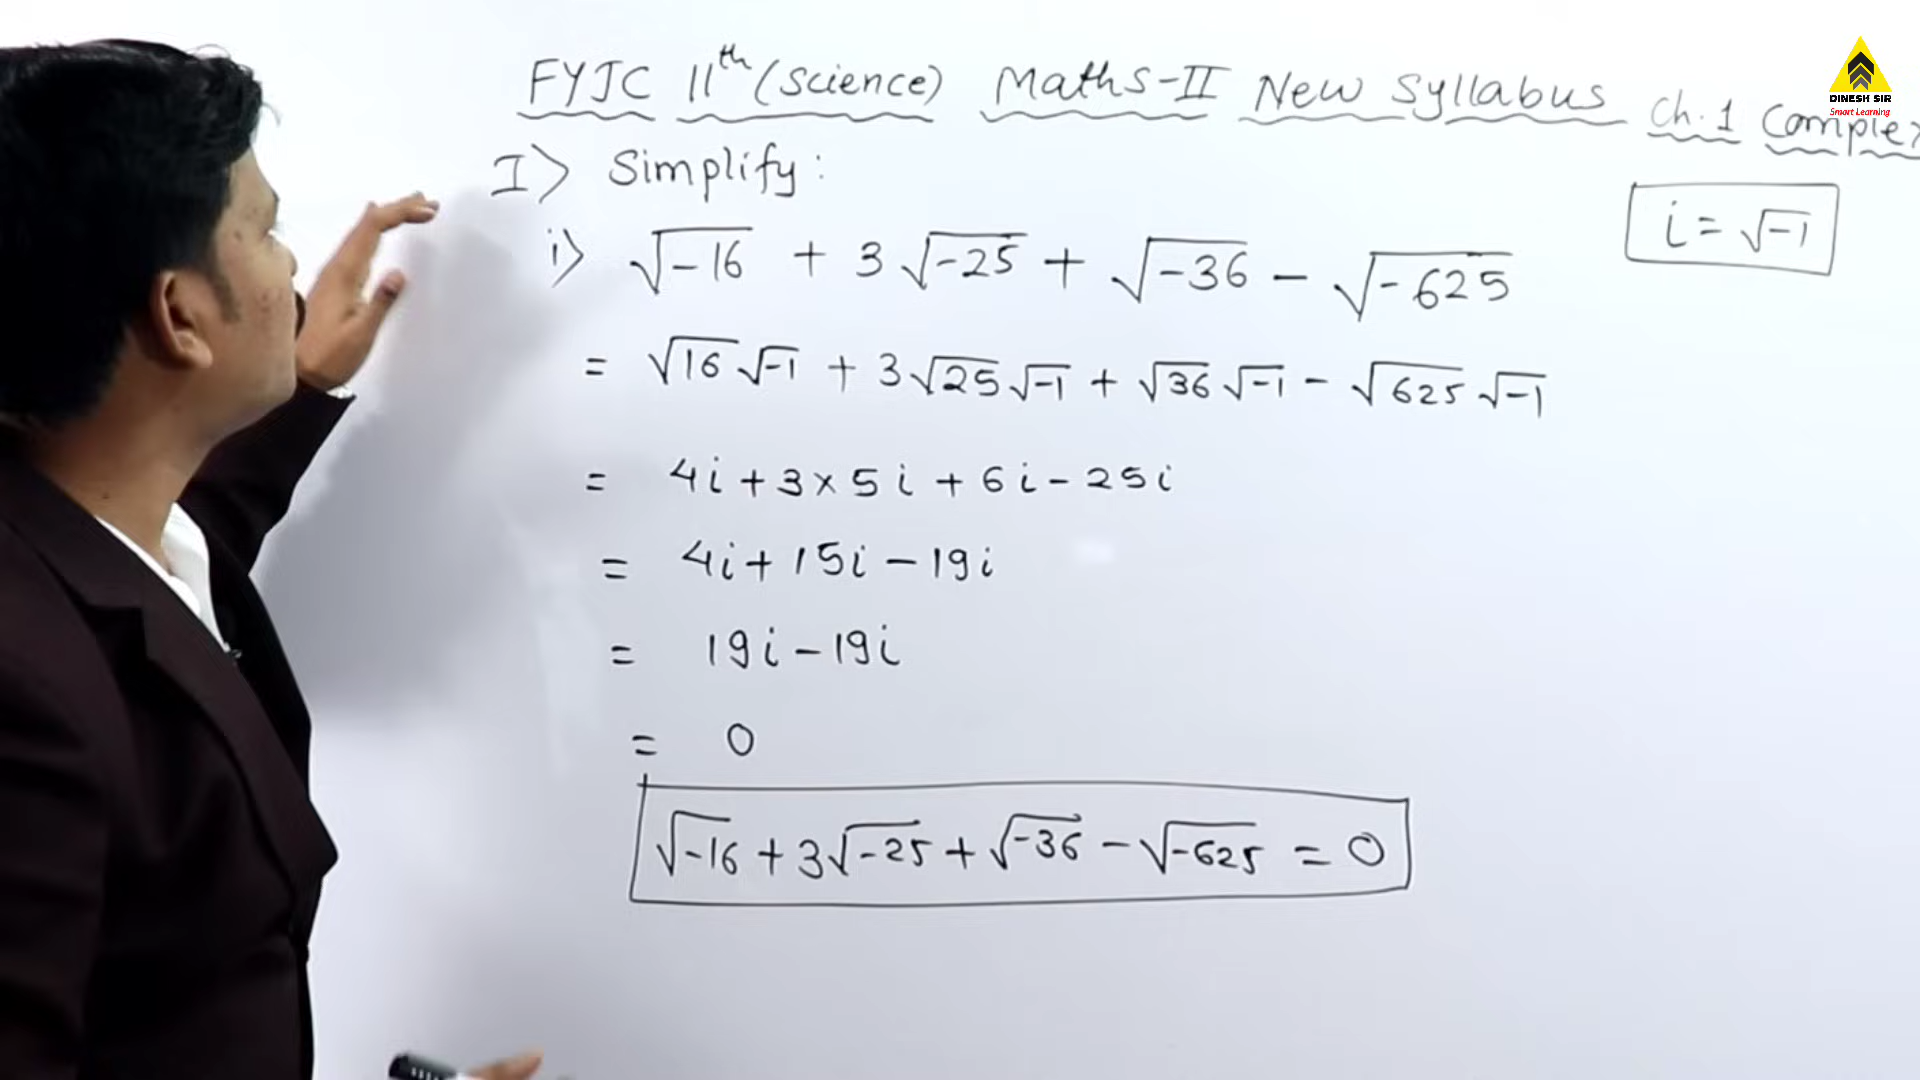 FYJC 11th (Science) Maths-II New Syllabus Ch.1 Complex
DINESH SIR
Smart Learning
I> Simplify:
i = √-1
i> √-16 + 3√-25 + √-36 - √-625
= √16 √-1 + 3√25 √-1 + √36 √-1 - √625 √-1
= 4i + 3 × 5i + 6i - 25i
= 4i + 15i - 19i
= 19i - 19i
= 0
√-16 + 3√-25 + √-36 - √-625 = 0